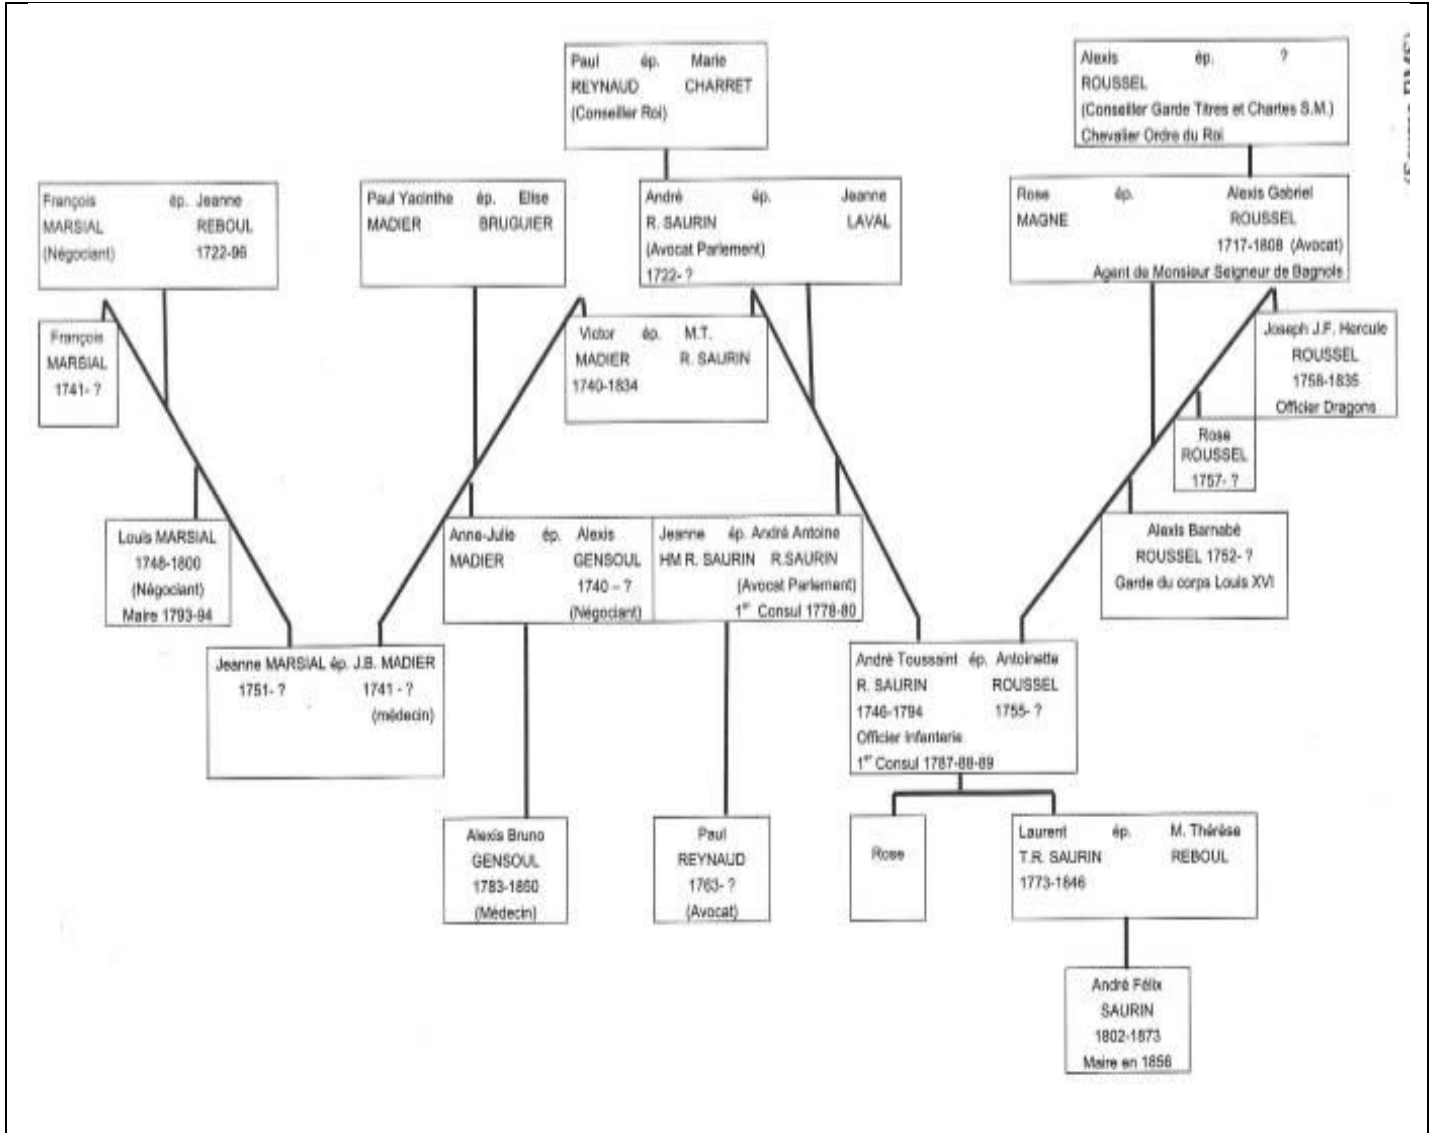 Paul ép. Marie
REYNAUD CHARRET
(Conseiller Roi)
Alexis ép. ?
ROUSSEL
(Conseiller Garde Titres et Chartes S.M.)
Chevalier Ordre du Roi
François ép. Jeanne
MARSIAL REBOUL
(Négociant) 1722-96
Paul Yacinthe ép. Elise
MADIER BRUGUIER
André ép. Jeanne
R. SAURIN LAVAL
(Avocat Parlement)
1722- ?
Rose ép. Alexis Gabriel
MAGNE ROUSSEL
1717-1808 (Avocat)
Agent de Monsieur Seigneur de Bagnols
François
MARSIAL
1741- ?
Victor ép. M.T.
MADIER R. SAURIN
1740-1834
Joseph J.F. Hercule
ROUSSEL
1758-1835
Officier Dragons
Rose
ROUSSEL
1757- ?
Louis MARSIAL
1748-1800
(Négociant)
Maire 1793-94
Anne-Julie ép. Alexis
MADIER GENSOUL
1740 – ?
(Négociant)
Jeanne ép. André Antoine
HM R. SAURIN R.SAURIN
(Avocat Parlement)
1er Consul 1778-80
Alexis Barnabé
ROUSSEL 1752- ?
Garde du corps Louis XVI
Jeanne MARSIAL ép. J.B. MADIER
1751- ? 1741 - ?
(médecin)
André Toussaint ép. Antoinette
R. SAURIN ROUSSEL
1746-1794 1755- ?
Officier Infanterie
1er Consul 1787-88-89
Alexis Bruno
GENSOUL
1783-1860
(Médecin)
Paul
REYNAUD
1763- ?
(Avocat)
Rose
Laurent ép. M. Thérèse
T.R. SAURIN REBOUL
1773-1846
André Félix
SAURIN
1802-1873
Maire en 1856